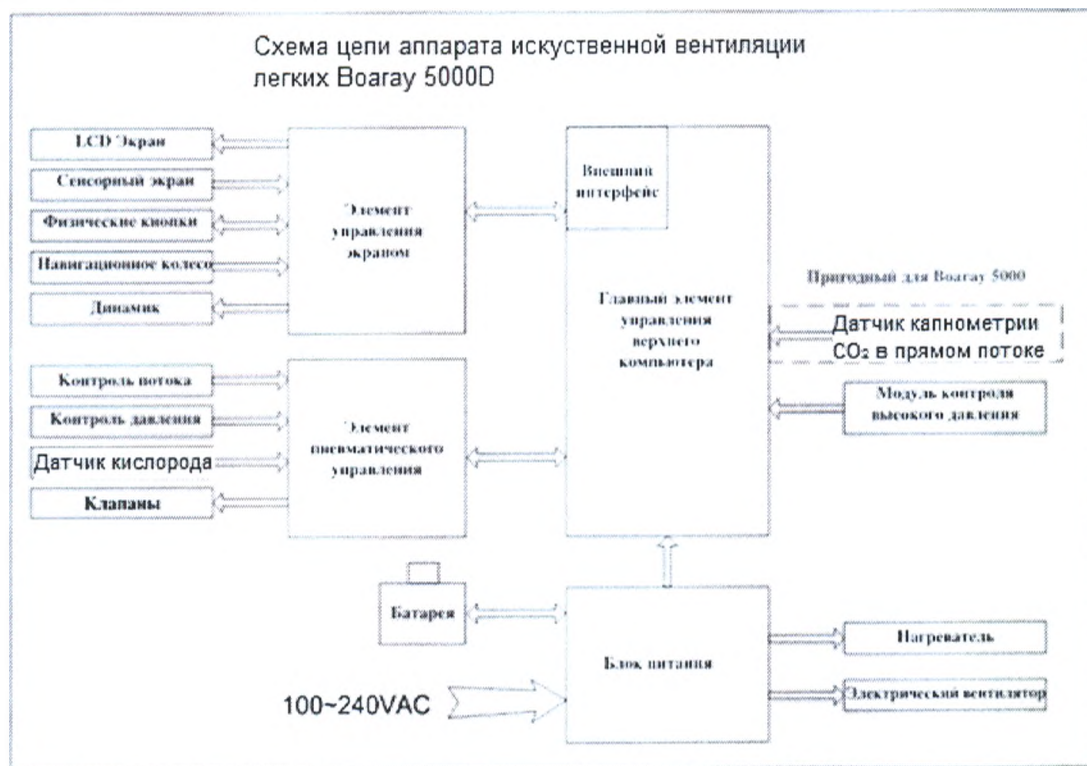 Схема цепи аппарата искуственной вентиляции
легких Boaray 5000D
LCD Экран
Сенсорный экран
Физические кнопки
Навигационное колесо
Динамик
Элемент
управления
экраном
Внешний
интерфейс
Главный элемент
управления
верхнего
компьютера
Пригодный для Boaray 5000
Датчик капнометрии
CO₂ в прямом потоке
Модуль контроля
высокого давления
Контроль потока
Контроль давления
Датчик кислорода
Клапаны
Элемент
пневматического
управления
Батарея
100~240VAC
Блок питания
Нагреватель
Электрический вентилятор